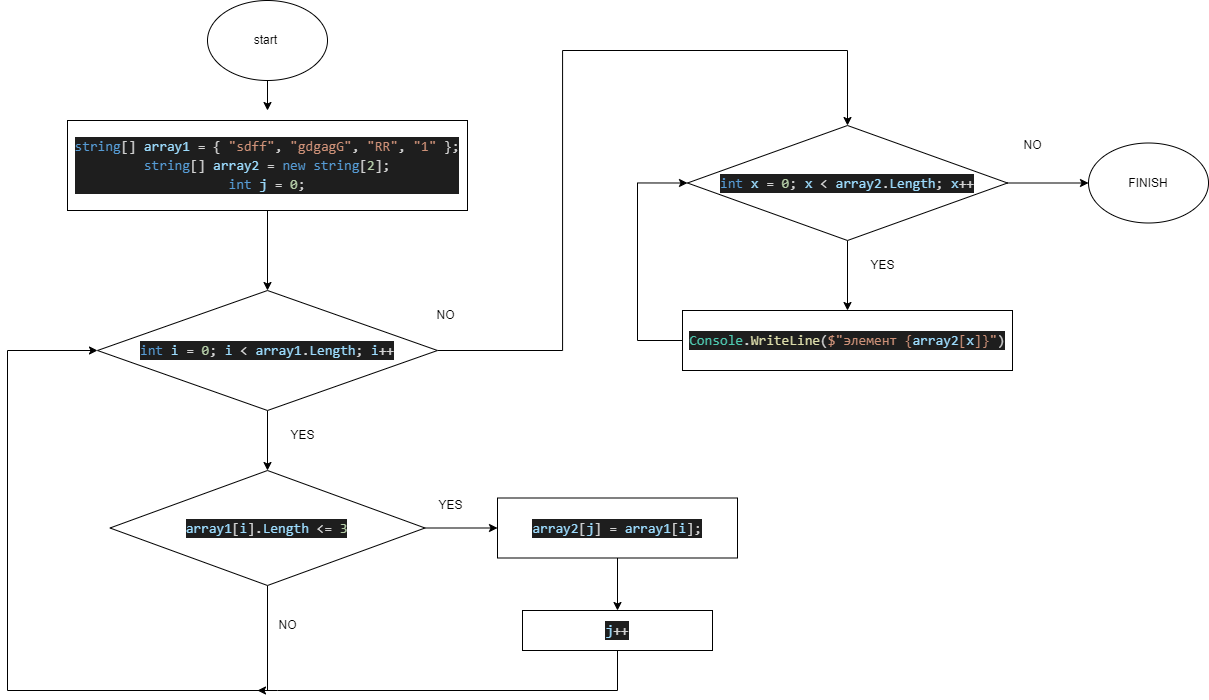 start
string[] array1 = { "sdff", "gdgagG", "RR", "1" };
string[] array2 = new string[2];
int j = 0;
int i = 0; i < array1.Length; i++
NO
YES
array1[i].Length <= 3
YES
array2[j] = array1[i];
j++
NO
int x = 0; x < array2.Length; x++
NO
FINISH
YES
Console.WriteLine($"элемент {array2[x]}")